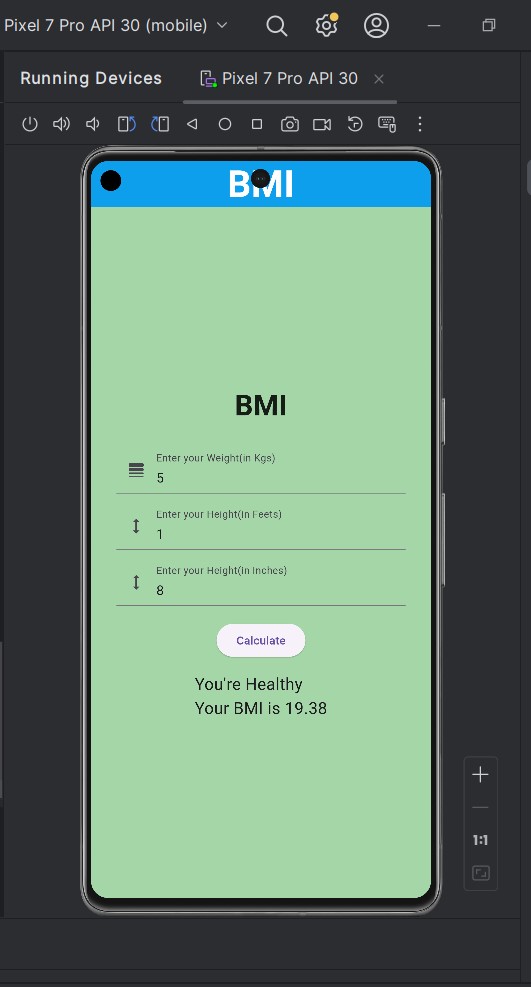 Pixel 7 Pro API 30 (mobile)
Running Devices
Pixel 7 Pro API 30
BMI
BMI
Enter your Weight(in Kgs)
5
Enter your Height(In Feets)
1
Enter your Height(In Inches)
8
Calculate
You're Healthy
Your BMI is 19.38
1:1